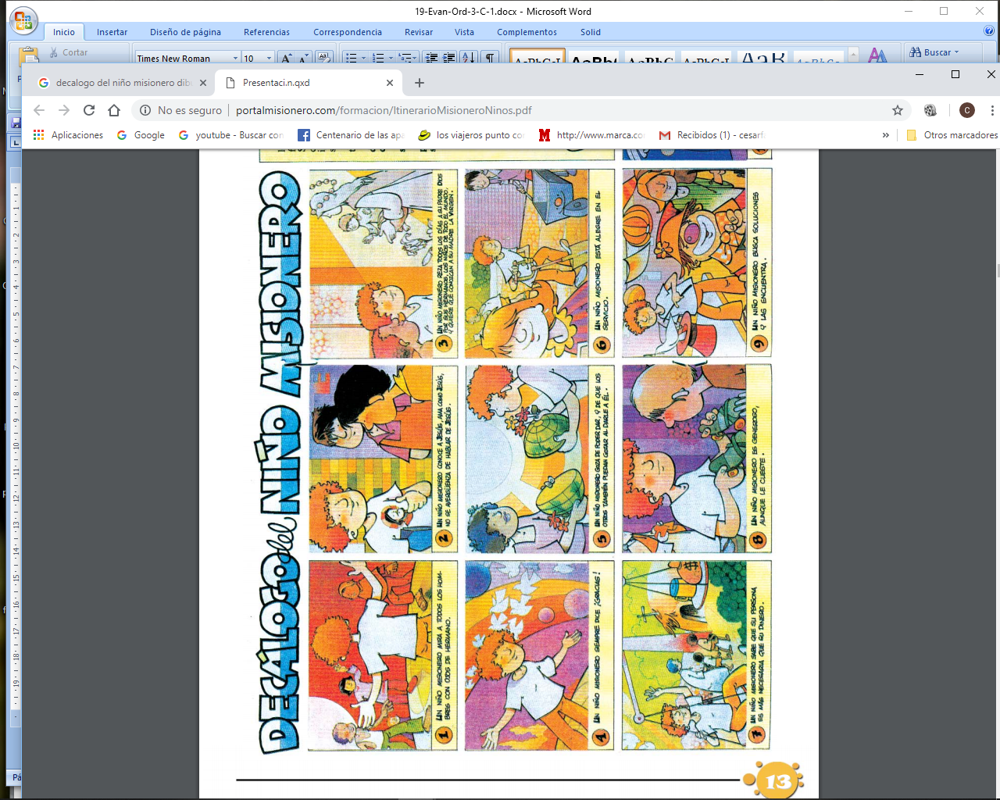 19-Evan-Ord-3-C-1.docx - Microsoft Word
Inicio
Insertar
Diseño de página
Referencias
Correspondencia
Revisar
Vista
Complementos
Solid
Cortar
Times New Roman
10
Buscar
decalogo del niño misionero dib
Presentaci.n.qxd
No es seguro
portalmisionero.com/formacion/ItinerarioMisioneroNinos.pdf
Aplicaciones
Google
youtube - Buscar con
Centenario de las apa
los viajeros punto co
http://www.marca.co
Recibidos (1) - cesarf
»
Otros marcadores
DECÁLOGO del NIÑO MISIONERO
1 UN NIÑO MISIONERO MIRA A TODOS LOS HOM-
BRES CON OJOS DE HERMANO.
2 UN NIÑO MISIONERO CONOCE A JESÚS, AMA COMO JESÚS,
NO SE AVERGÜENZA DE HABLAR DE JESÚS.
3 UN NIÑO MISIONERO REZA TODOS LOS DÍAS A SU PADRE DIOS
POR SUS HERMANOS, LOS NIÑOS DE TODO EL MUNDO.
Y QUIERE QUE CONOZCAN A SU MADRE LA VIRGEN.
4 UN NIÑO MISIONERO SIEMPRE DICE ¡GRACIAS!
5 UN NIÑO MISIONERO GOZA DE PODER DAR, Y DE QUE LOS
OTROS TAMBIÉN PUEDAN GOZAR AL DARLE A ÉL.
6 UN NIÑO MISIONERO ESTÁ ALEGRE EN EL
SERVICIO.
7 UN NIÑO MISIONERO SABE QUE SU PERSONA
ES MÁS NECESARIA QUE SU DINERO.
8 UN NIÑO MISIONERO ES GENEROSO,
AUNQUE LE CUESTE.
9 UN NIÑO MISIONERO BUSCA SOLUCIONES
Y LAS ENCUENTRA.
13